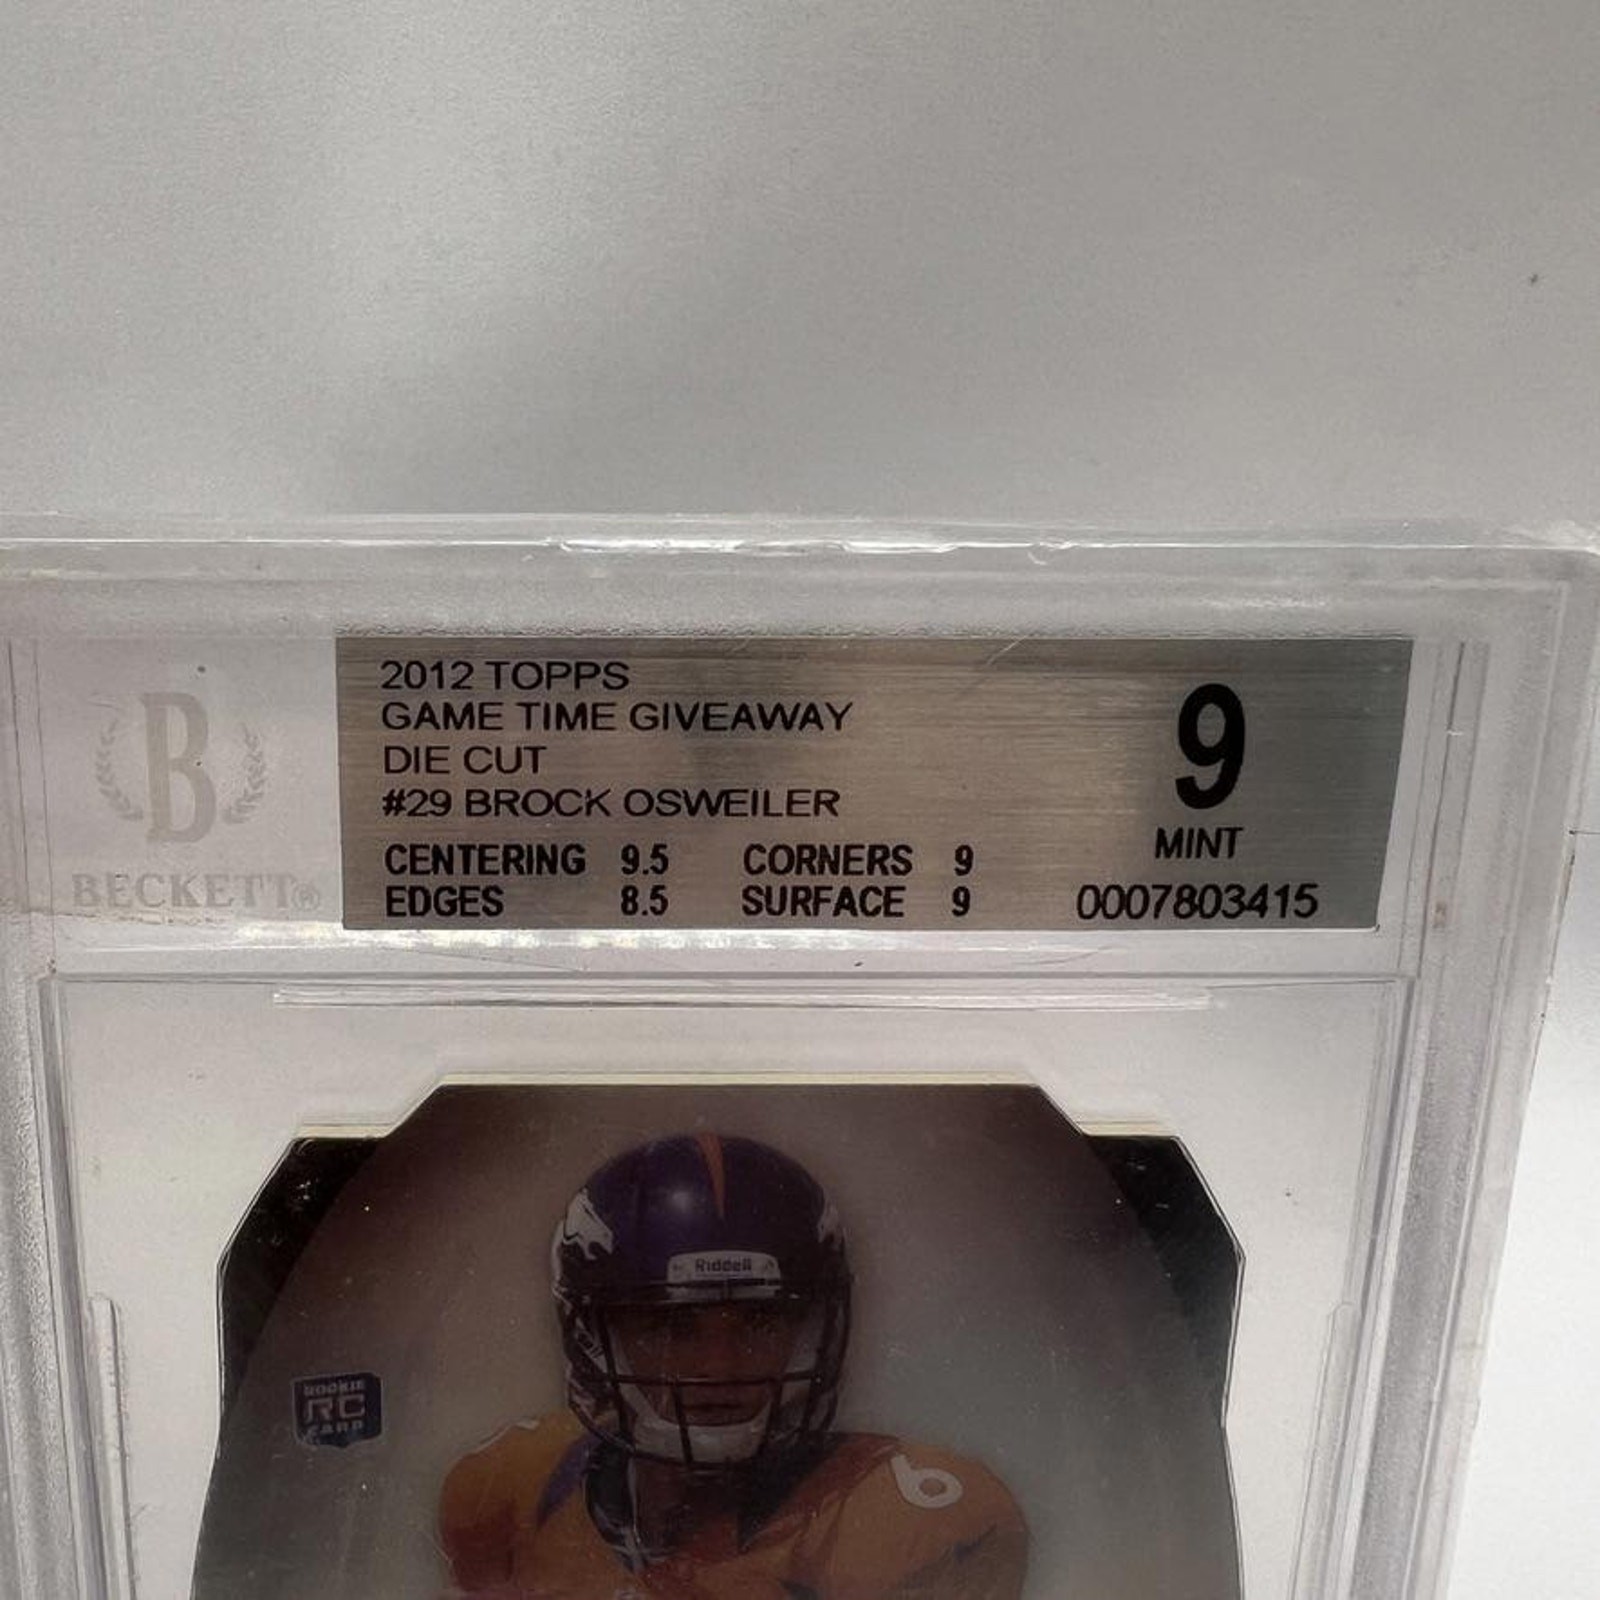 2012 TOPPS
GAME TIME GIVEAWAY
DIE CUT
#29 BROCK OSWEILER
CENTERING 9.5 CORNERS 9
EDGES 8.5 SURFACE 9
9
MINT
0007803415
B
BECKETT®
Riddell
ROOKIE
RC
CARD
6